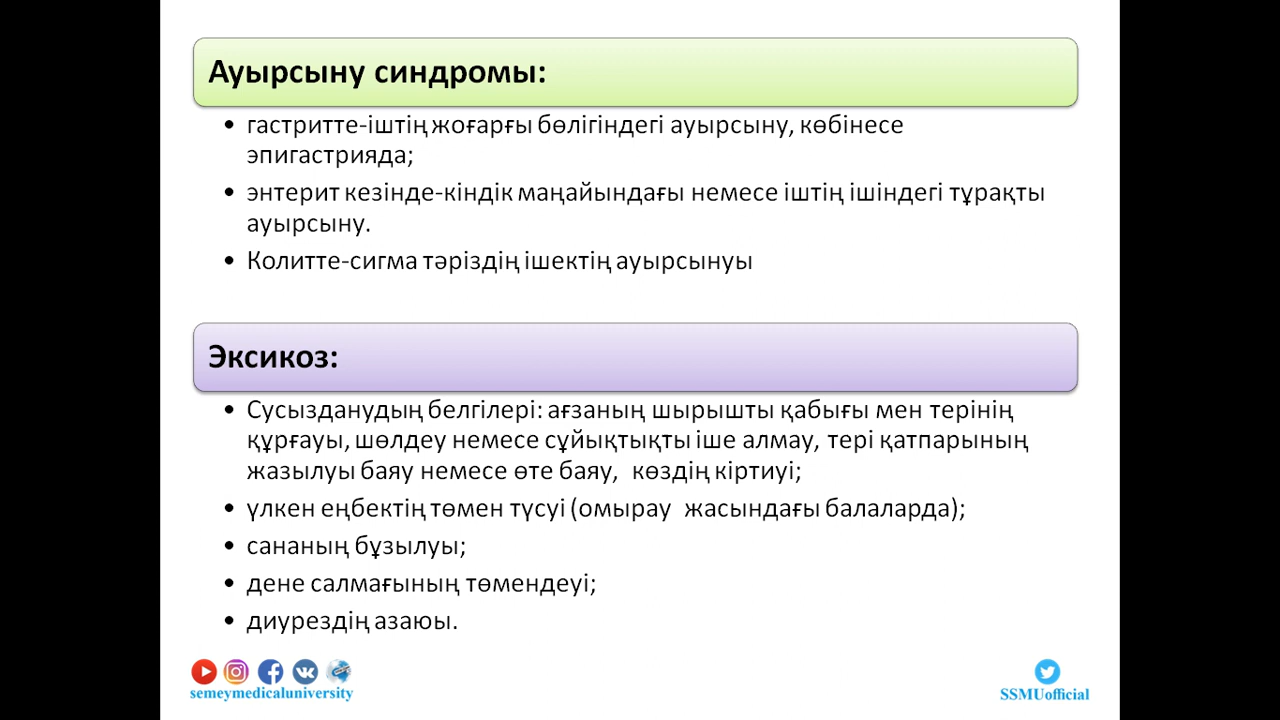 Ауырсыну синдромы:
• гастритте-іштің жоғарғы бөлігіндегі ауырсыну, көбінесе
эпигастрияда;
• энтерит кезінде-кіндік маңайындағы немесе іштің ішіндегі тұрақты
ауырсыну.
• Колитте-сигма тәріздің ішектің ауырсынуы
Эксикоз:
• Сусызданудың белгілері: ағзаның шырышты қабығы мен терінің
құрғауы, шөлдеу немесе сұйықтықты іше алмау, тері қатпарының
жазылуы баяу немесе өте баяу, көздің кіртиуі;
• үлкен еңбектің төмен түсуі (омырау жасындағы балаларда);
• сананың бұзылуы;
• дене салмағының төмендеуі;
• диурездің азаюы.
semeymedicaluniversity
SSMUofficial